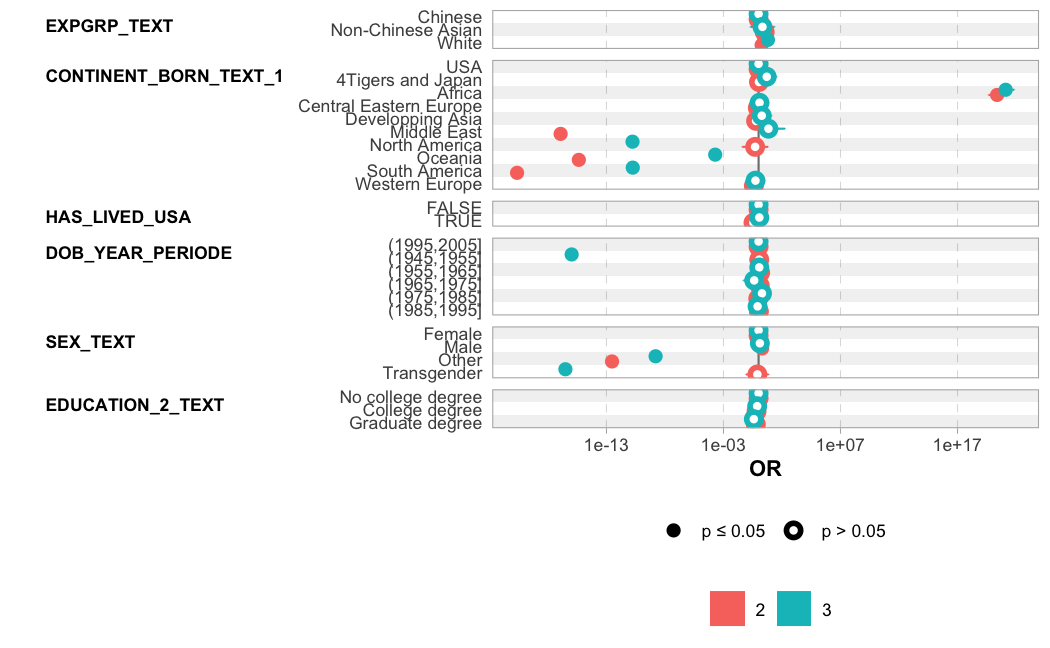 EXPGRP_TEXT
Chinese
Non-Chinese Asian
White
CONTINENT_BORN_TEXT_1
USA
4Tigers and Japan
Africa
Central Eastern Europe
Developping Asia
Middle East
North America
Oceania
South America
Western Europe
HAS_LIVED_USA
FALSE
TRUE
DOB_YEAR_PERIODE
(1995,2005]
(1945,1955]
(1955,1965]
(1965,1975]
(1975,1985]
(1985,1995]
SEX_TEXT
Female
Male
Other
Transgender
EDUCATION_2_TEXT
No college degree
College degree
Graduate degree
1e-13 1e-03 1e+07 1e+17
OR
p ≤ 0.05 p > 0.05
2 3